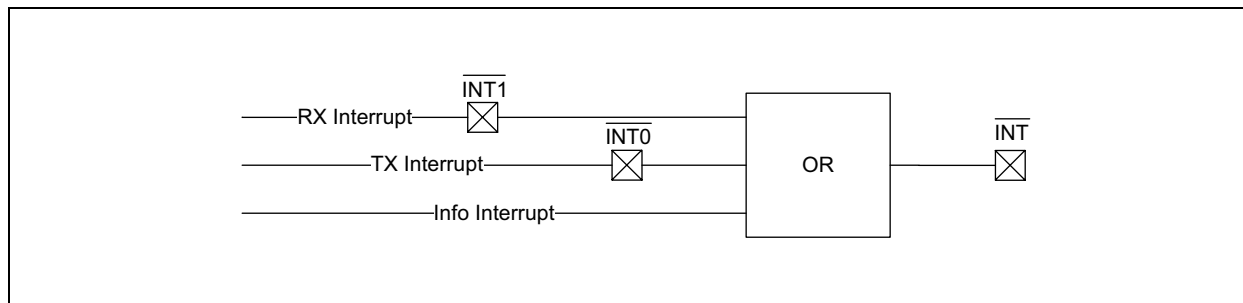 INT1
RX Interrupt
INT0
INT
TX Interrupt
OR
Info Interrupt